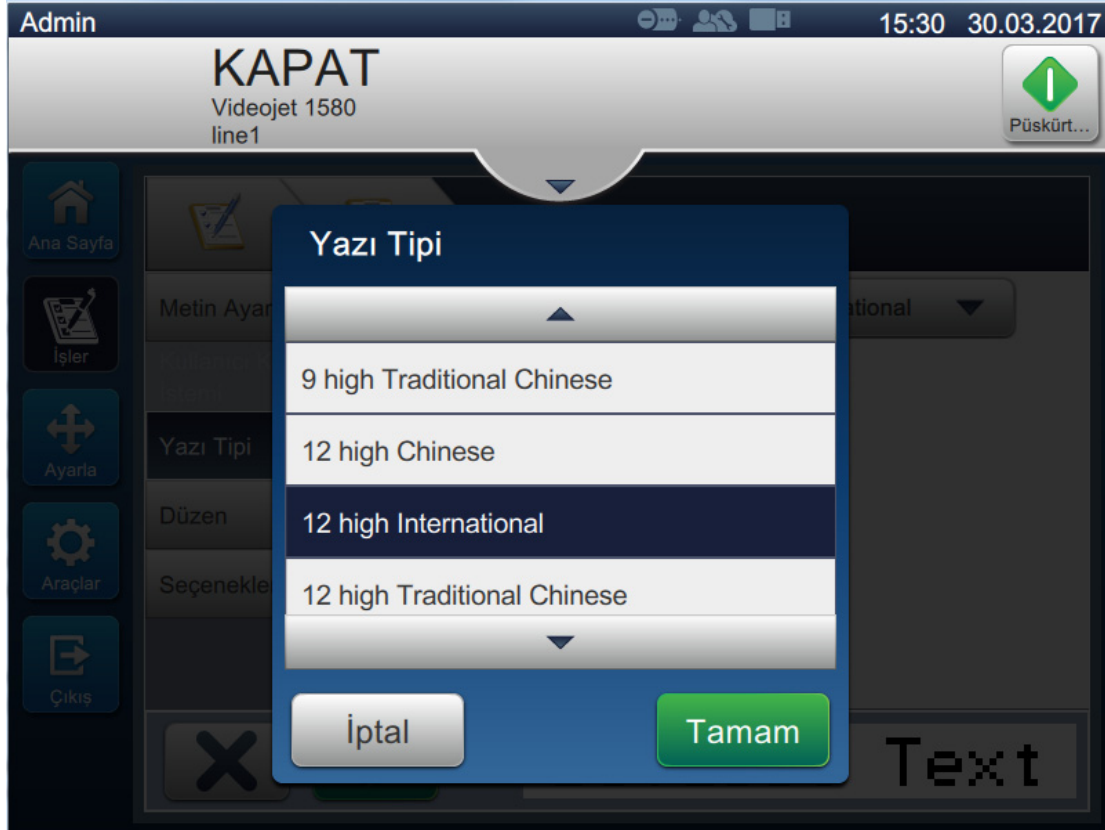 Admin
15:30 30.03.2017
KAPAT
Videojet 1580
line1
Püskürt...
Ana Sayfa
İşler
Ayarla
Araçlar
Çıkış
Metin Ayar
Yazı Tipi
Düzen
Seçenekle
Yazı Tipi
9 high Traditional Chinese
12 high Chinese
12 high International
12 high Traditional Chinese
İptal
Tamam
Text